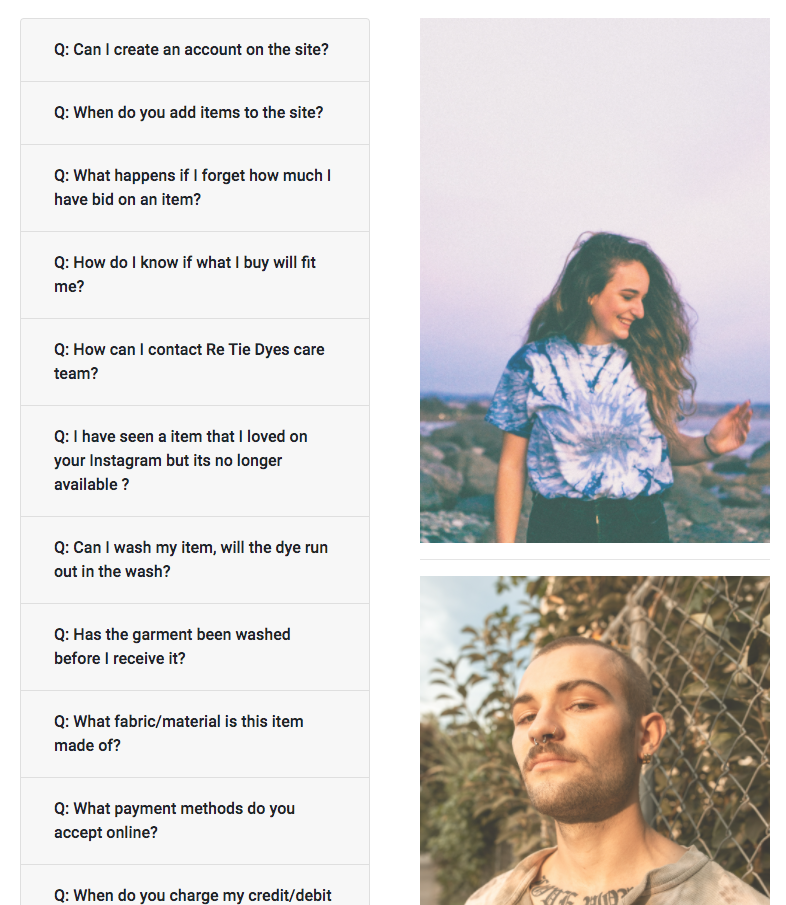 Q: Can I create an account on the site?
Q: When do you add items to the site?
Q: What happens if I forget how much I
have bid on an item?
Q: How do I know if what I buy will fit
me?
Q: How can I contact Re Tie Dyes care
team?
Q: I have seen a item that I loved on
your Instagram but its no longer
available ?
Q: Can I wash my item, will the dye run
out in the wash?
Q: Has the garment been washed
before I receive it?
Q: What fabric/material is this item
made of?
Q: What payment methods do you
accept online?
Q: When do you charge my credit/debit